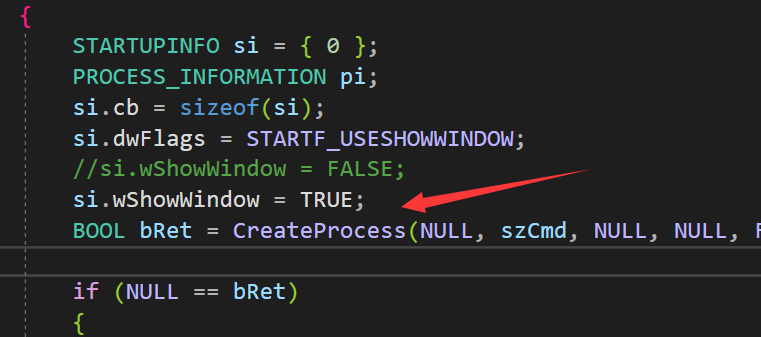 {
STARTUPINFO si = { 0 };
PROCESS_INFORMATION pi;
si.cb = sizeof(si);
si.dwFlags = STARTF_USESHOWWINDOW;
//si.wShowWindow = FALSE;
si.wShowWindow = TRUE;
BOOL bRet = CreateProcess(NULL, szCmd, NULL, NULL,
if (NULL == bRet)
{